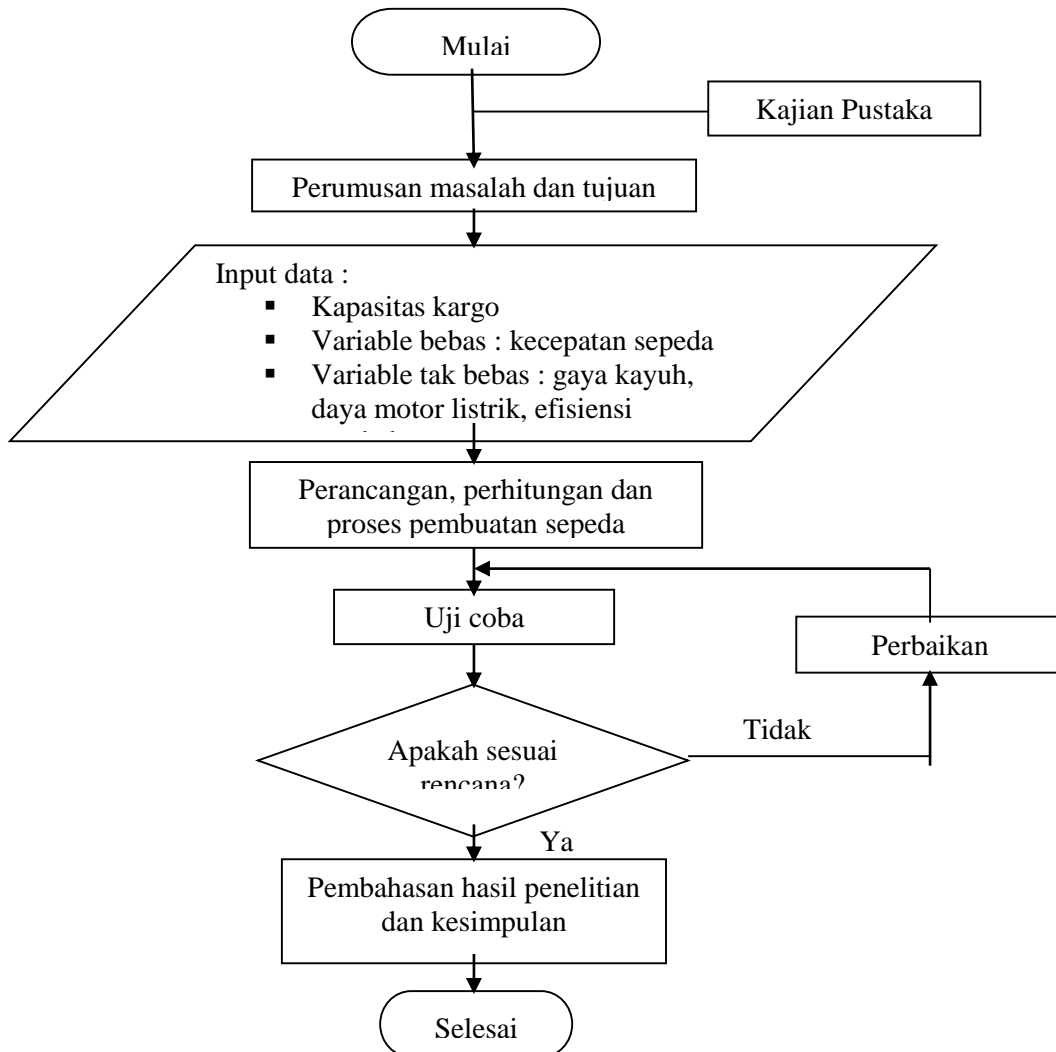 Mulai
Kajian Pustaka
Perumusan masalah dan tujuan
Input data :
▪ Kapasitas kargo
▪ Variable bebas : kecepatan sepeda
▪ Variable tak bebas : gaya kayuh,
daya motor listrik, efisiensi
Perancangan, perhitungan dan
proses pembuatan sepeda
Uji coba
Perbaikan
Apakah sesuai
rencana?
Tidak
Ya
Pembahasan hasil penelitian
dan kesimpulan
Selesai